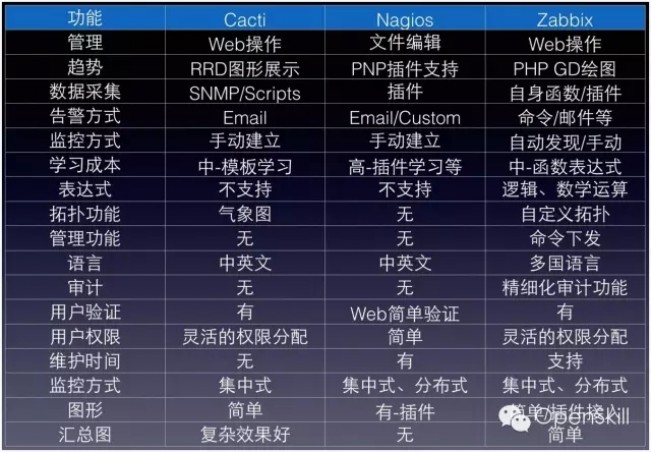 功能 Cacti Nagios Zabbix
管理 Web操作 文件编辑 Web操作
趋势 RRD图形展示 PNP插件支持 PHP GD绘图
数据采集 SNMP/Scripts 插件 自身函数/插件
告警方式 Email Email/Custom 命令/邮件等
监控方式 手动建立 手动建立 自动发现/手动
学习成本 中-模板学习 高-插件学习等 中-函数表达式
表达式 不支持 不支持 逻辑、数学运算
拓扑功能 气象图 无 自定义拓扑
管理功能 无 无 命令下发
语言 中英文 中英文 多国语言
审计 无 无 精细化审计功能
用户验证 有 Web简单验证 有
用户权限 灵活的权限分配 简单 灵活的权限分配
维护时间 无 有 支持
监控方式 集中式 集中式、分布式 集中式、分布式
图形 简单 有-插件 简单/插件接入
Openskill
汇总图 复杂效果好 无 简单